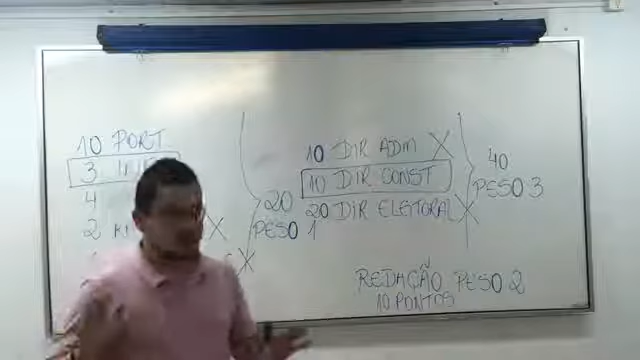 10 PORT
3
4
2
X
X
20
PESO 1
10 DIR ADM X
10 DIR CONST
20 DIR ELEITORAL X
40
PESO 3
REDAÇÃO PESO 2
10 PONTOS